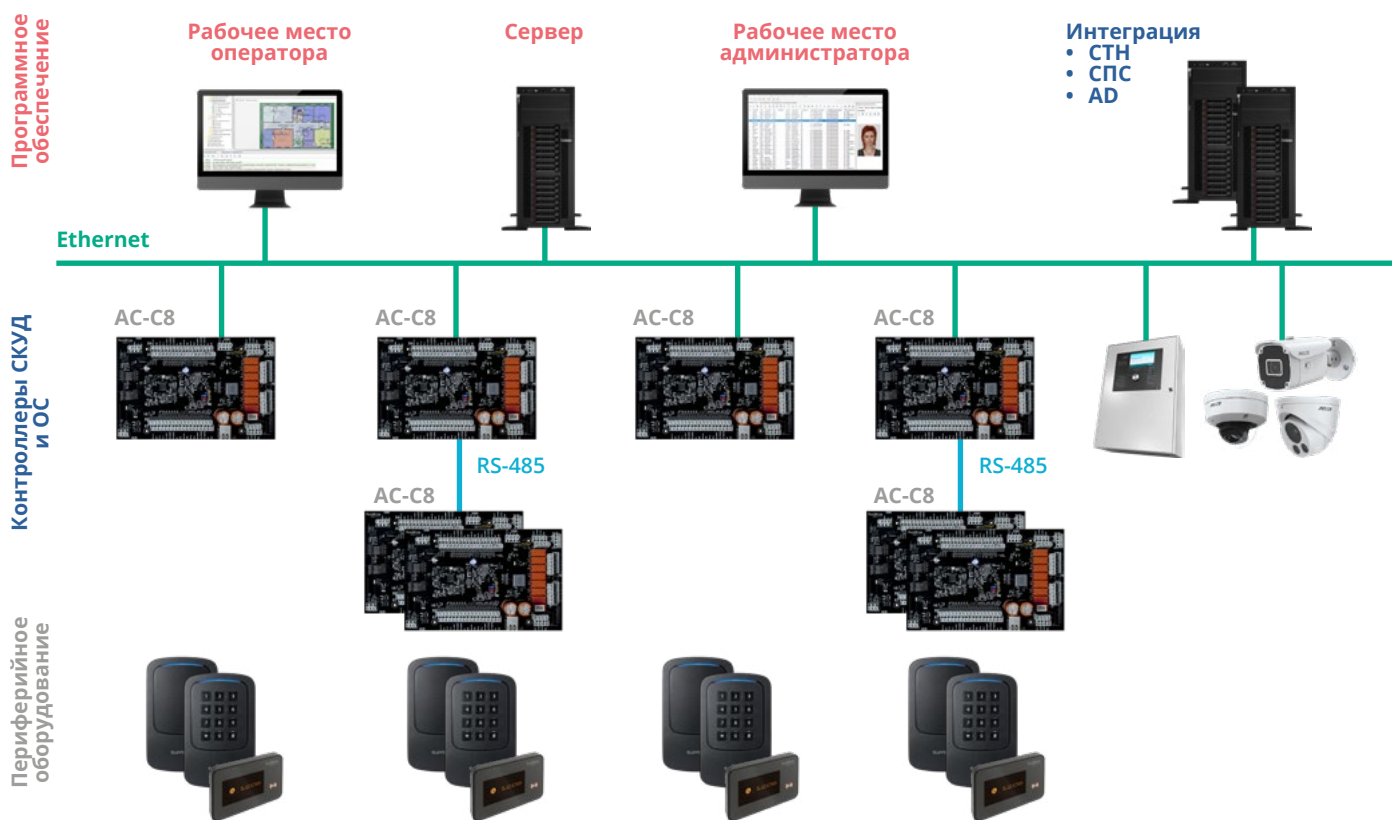 Программное
обеспечение
Рабочее место
оператора
Сервер
Рабочее место
администратора
Интеграция
• СТН
• СПС
• AD
Ethernet
Контроллеры СКУД
и ОС
AC-C8
AC-C8
AC-C8
AC-C8
RS-485
RS-485
AC-C8
AC-C8
Периферийное
оборудование